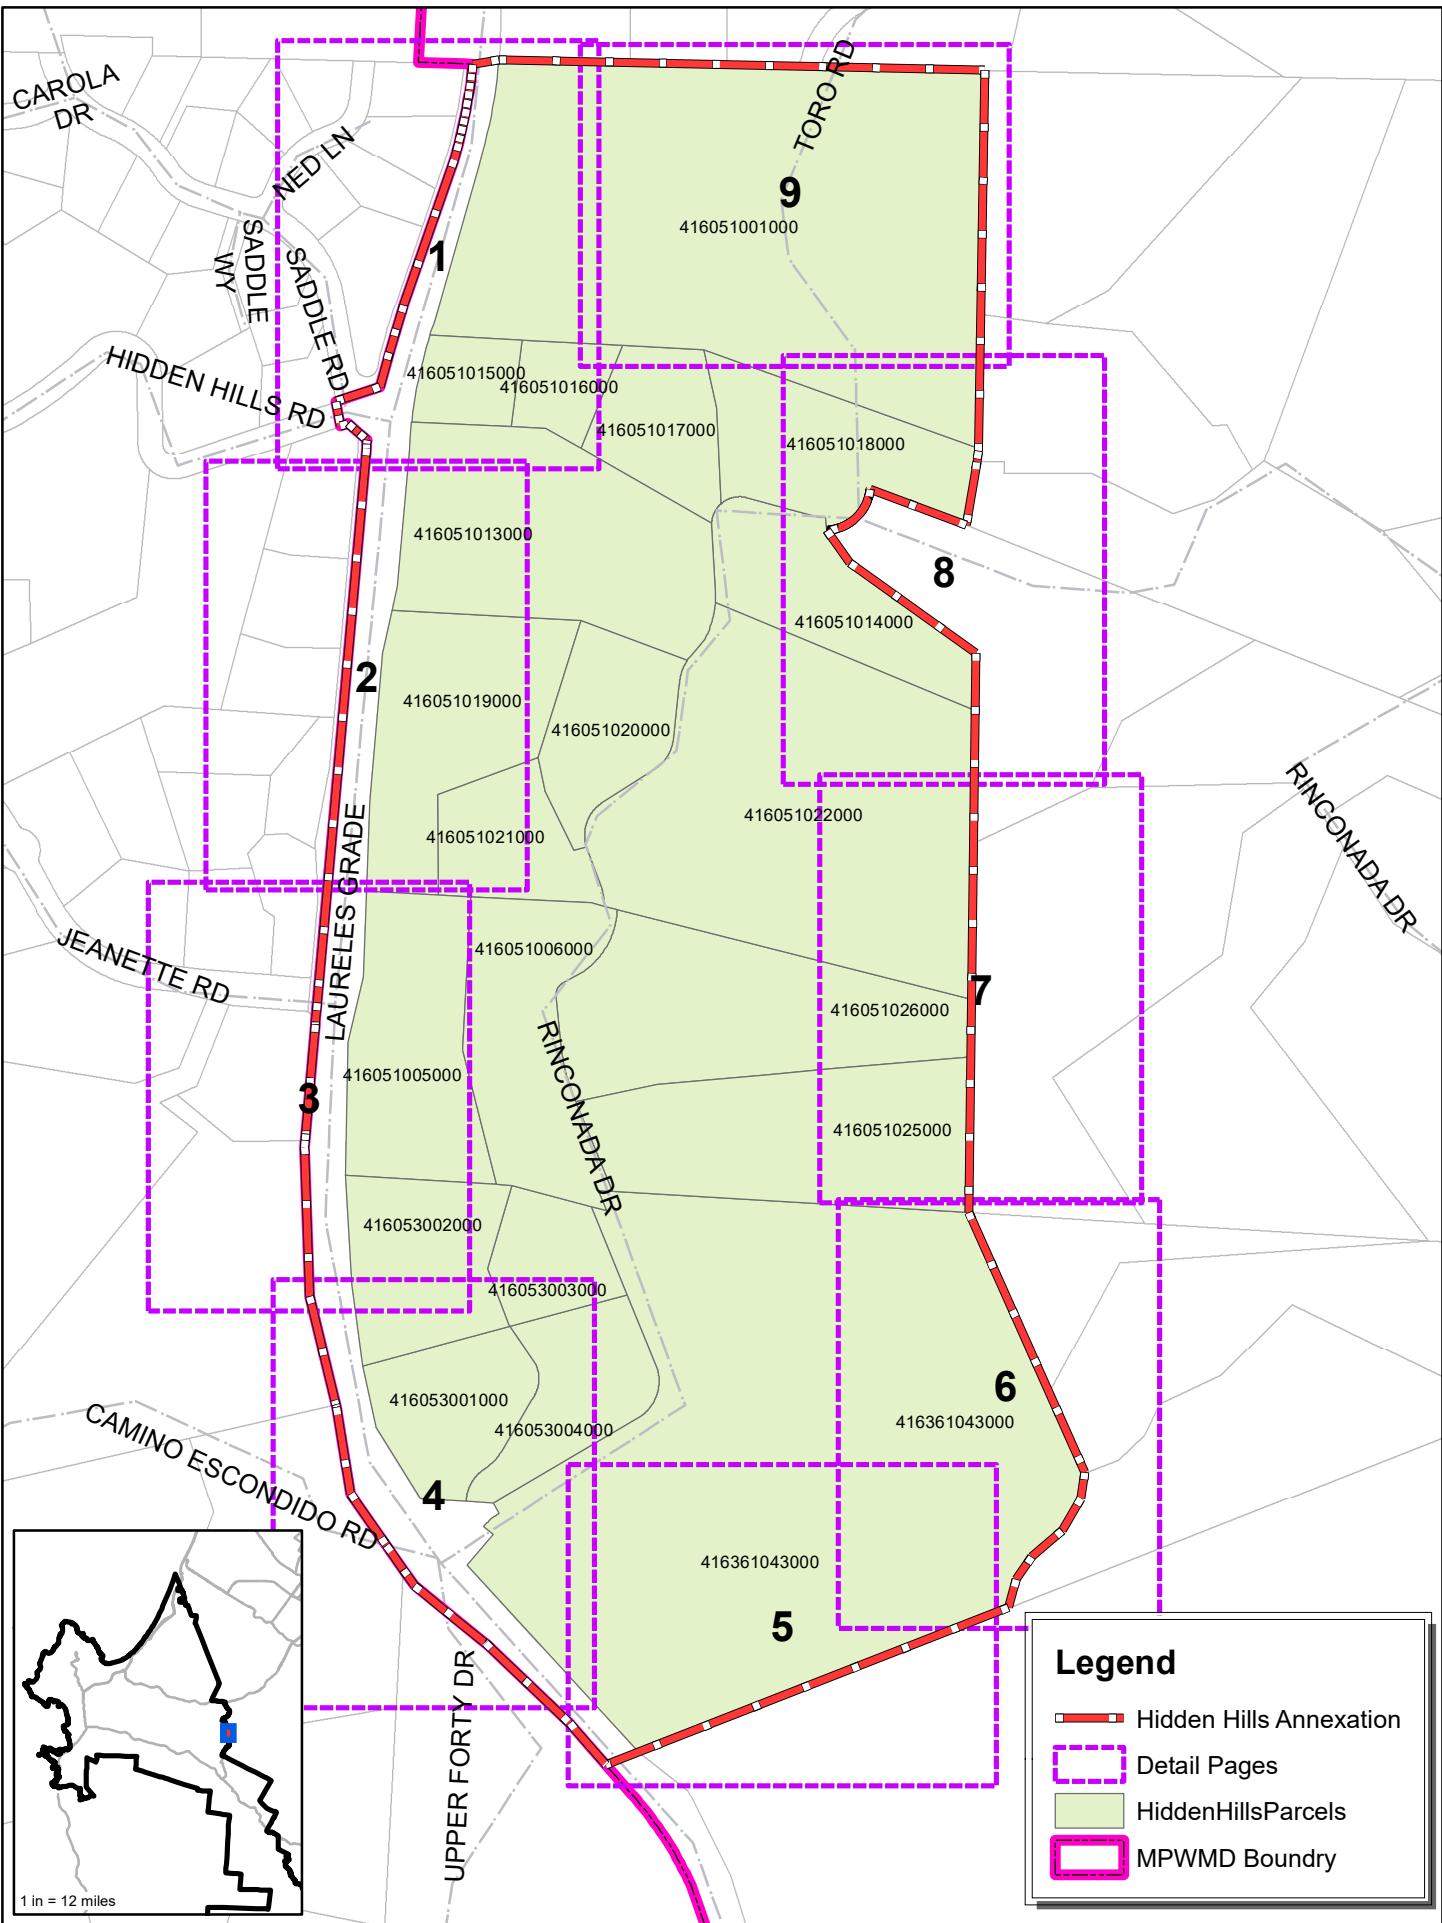 CAROLA
DR
NED LN
TORO RD
9
416051001000
SADDLE
WY
SADDLE RD
1
HIDDEN HILLS RD
416051015000
416051016000
416051017000
416051018000
416051013000
8
416051014000
2
416051019000
416051020000
416051022000
416051021000
RINCONADA DR
LAURELES GRADE
JEANETTE RD
416051006000
7
416051026000
416051005000
3
RINCONADA DR
416051025000
416053002000
416053003000
6
416053001000
416053004000
416361043000
CAMINO ESCONDIDO RD
4
416361043000
5
UPPER FORTY DR
1 in = 12 miles
Legend
Hidden Hills Annexation
Detail Pages
HiddenHillsParcels
MPWMD Boundry